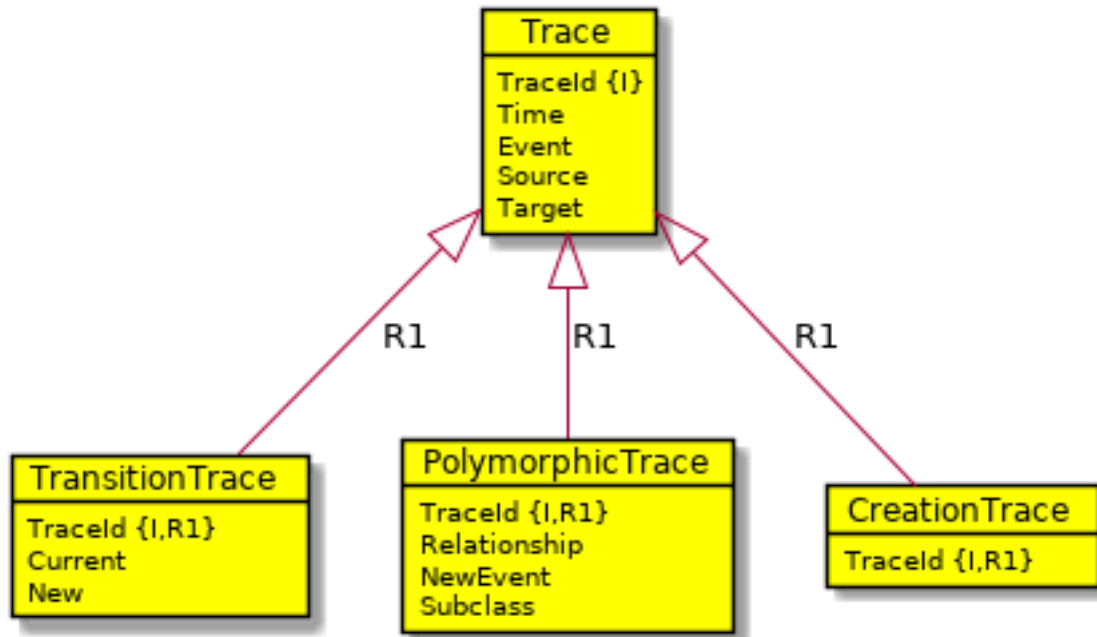 Trace
TraceId {I}
Time
Event
Source
Target
R1
R1
R1
TransitionTrace
TraceId {I,R1}
Current
New
PolymorphicTrace
TraceId {I,R1}
Relationship
NewEvent
Subclass
CreationTrace
TraceId {I,R1}